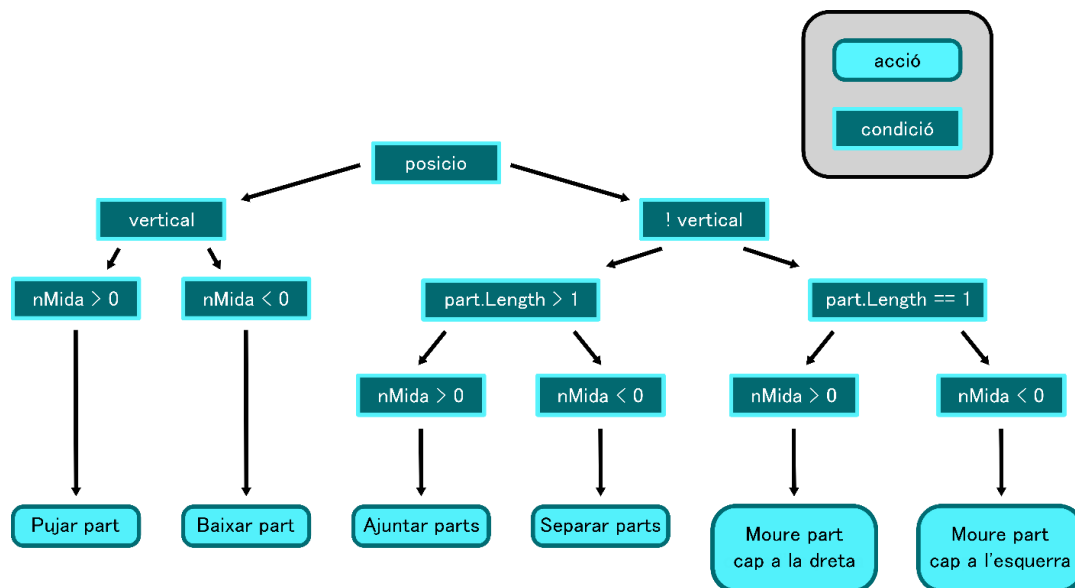 acció
condició
posicio
vertical
! vertical
nMida > 0
nMida < 0
part.Length > 1
part.Length == 1
nMida > 0
nMida < 0
nMida > 0
nMida < 0
Pujar part
Baixar part
Ajuntar parts
Separar parts
Moure part
cap a la dreta
Moure part
cap a l'esquerra